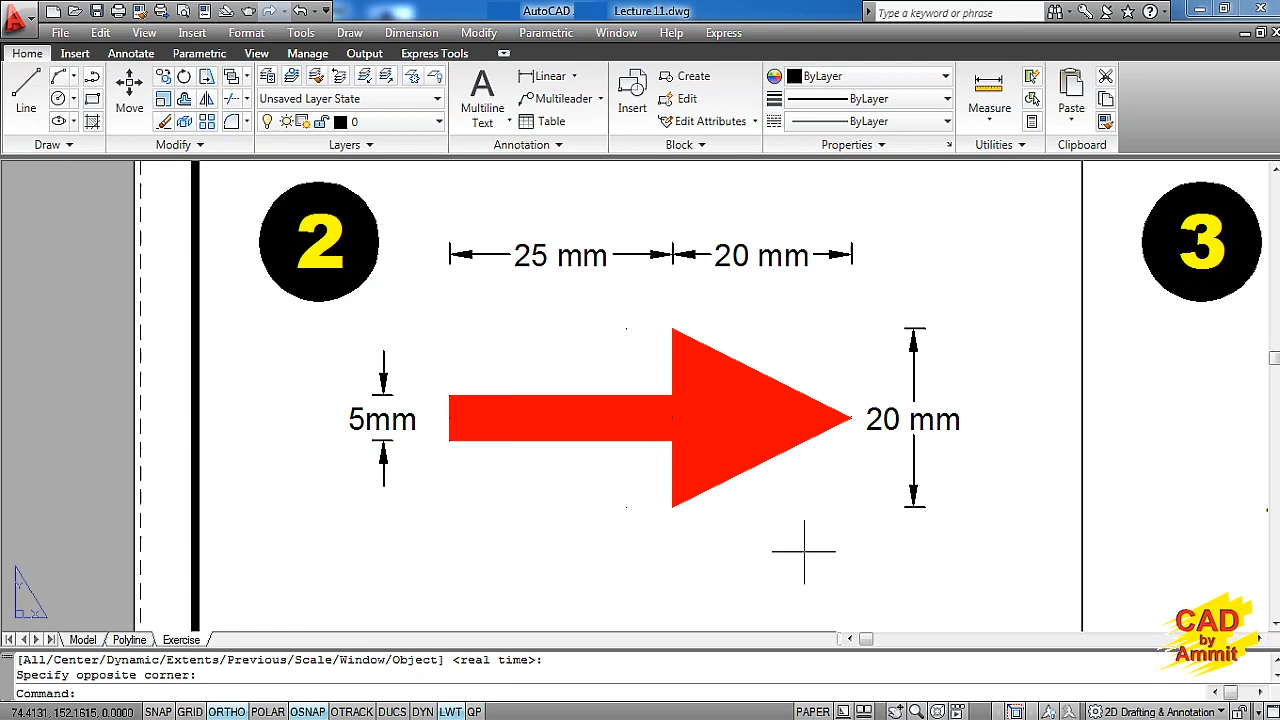 AutoCAD Lecture 11.dwg
Type a keyword or phrase
File Edit View Insert Format Tools Draw Dimension Modify Parametric Window Help Express
Home Insert Annotate Parametric View Manage Output Express Tools
Line
Move
Unsaved Layer State
0
Multiline
Text
Linear
Multileader
Table
Insert
Create
Edit
Edit Attributes
ByLayer
ByLayer
ByLayer
Measure
Paste
Draw Modify Layers Annotation Block Properties Utilities Clipboard
2
3
25 mm 20 mm
5mm
20 mm
Y
X
CAD
by
Ammit
Model Polyline Exercise
[All/Center/Dynamic/Extents/Previous/Scale/Window/Object] <real time>:
Specify opposite corner:
Command:
74.4131, 152.1615, 0.0000 SNAP GRID ORTHO POLAR OSNAP OTRACK DUCS DYN LWT QP PAPER 2D Drafting & Annotation